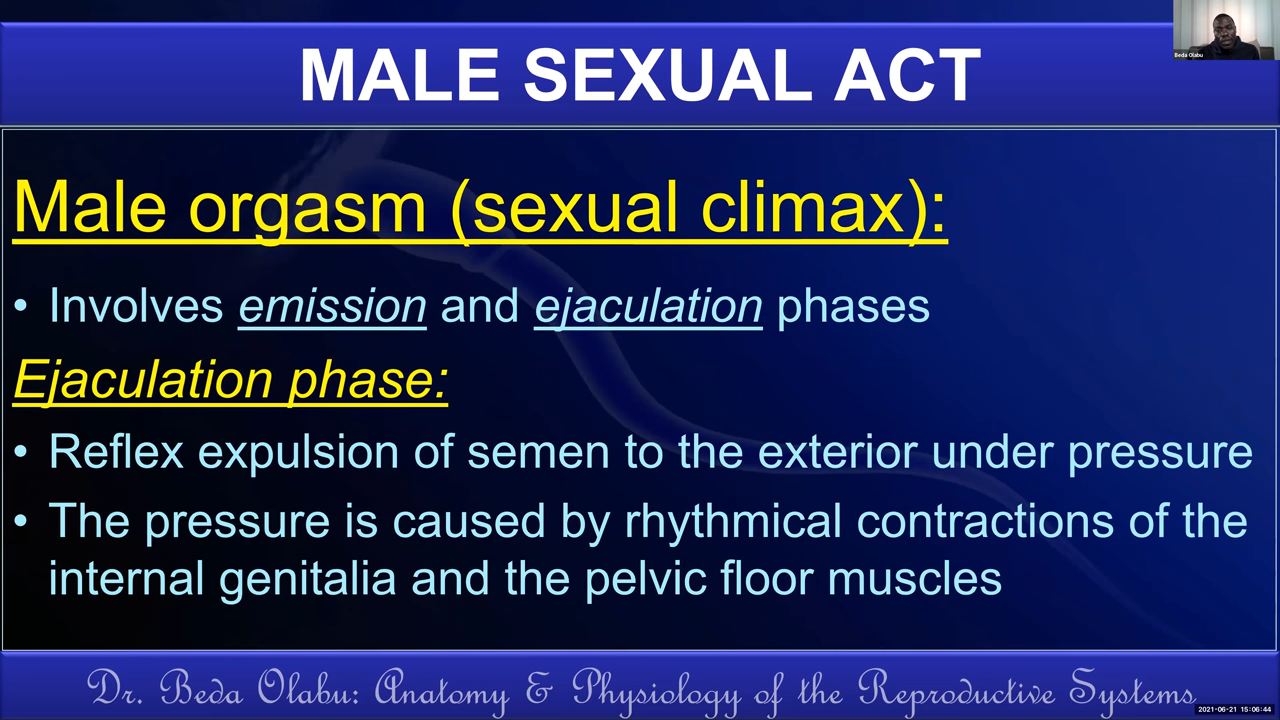 Beda Olabu
MALE SEXUAL ACT
Male orgasm (sexual climax):
• Involves emission and ejaculation phases
Ejaculation phase:
• Reflex expulsion of semen to the exterior under pressure
• The pressure is caused by rhythmical contractions of the
internal genitalia and the pelvic floor muscles
Dr. Beda Olabu: Anatomy & Physiology of the Reproductive Systems
2021-06-21 15:06:44